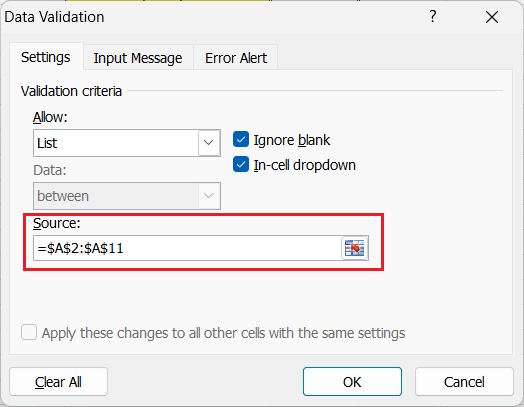 Data Validation ?
Settings Input Message Error Alert
Validation criteria
Allow:
List
Ignore blank
Data:
In-cell dropdown
between
Source:
=$A$2:$A$11
Apply these changes to all other cells with the same settings
Clear All OK Cancel